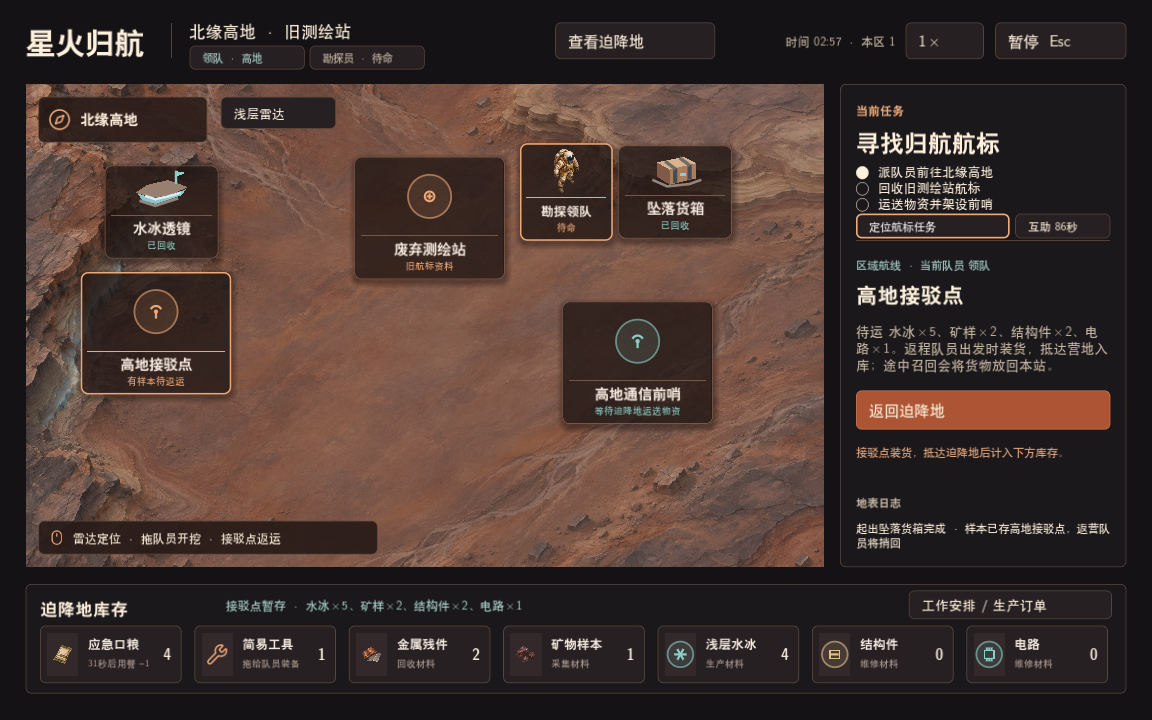 星火归航
北缘高地 · 旧测绘站
领队 · 高地
勘探员 · 待命
查看迫降地
时间 02:57 · 本区 1
1×
暂停 Esc
北缘高地
浅层雷达
水冰透镜
已回收
废弃测绘站
旧航标资料
勘探领队
待命
坠落货箱
已回收
高地接驳点
有样本待返运
高地通信前哨
等待迫降地运送物资
雷达定位 · 拖队员开挖 · 接驳点返运
当前任务
寻找归航航标
派队员前往北缘高地
回收旧测绘站航标
运送物资并架设前哨
定位航标任务
互助 86秒
区域航线 · 当前队员 领队
高地接驳点
待运 水冰×5、矿样×2、结构件×2、电
路×1。返程队员出发时装货，抵达营地入
库；途中召回会将货物放回本站。
返回迫降地
接驳点装货，抵达迫降地后计入下方库存。
地表日志
起出坠落货箱完成 · 样本已存高地接驳点，返营队
员将捎回
迫降地库存
接驳点暂存 · 水冰×5、矿样×2、结构件×2、电路×1
工作安排 / 生产订单
应急口粮
31秒后用餐 -1
4
简易工具
拖给队员装备
1
金属残件
回收材料
2
矿物样本
采集材料
1
浅层水冰
生产材料
4
结构件
维修材料
0
电路
维修材料
0